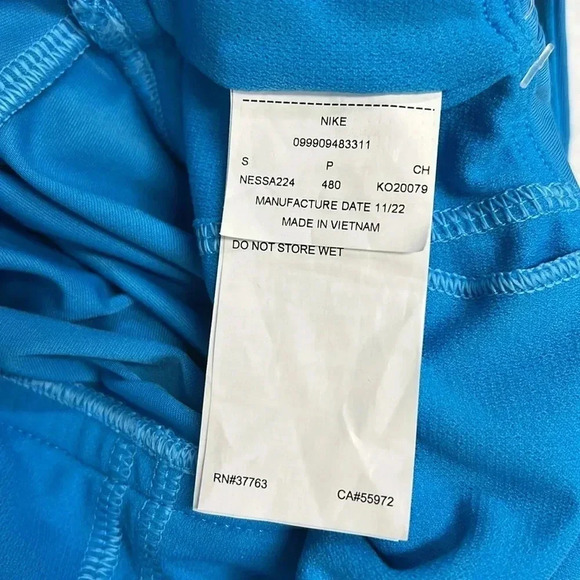 NIKE
099909483311
S P CH
NESSA224 480 KO20079
MANUFACTURE DATE 11/22
MADE IN VIETNAM
DO NOT STORE WET
RN#37763 CA#55972